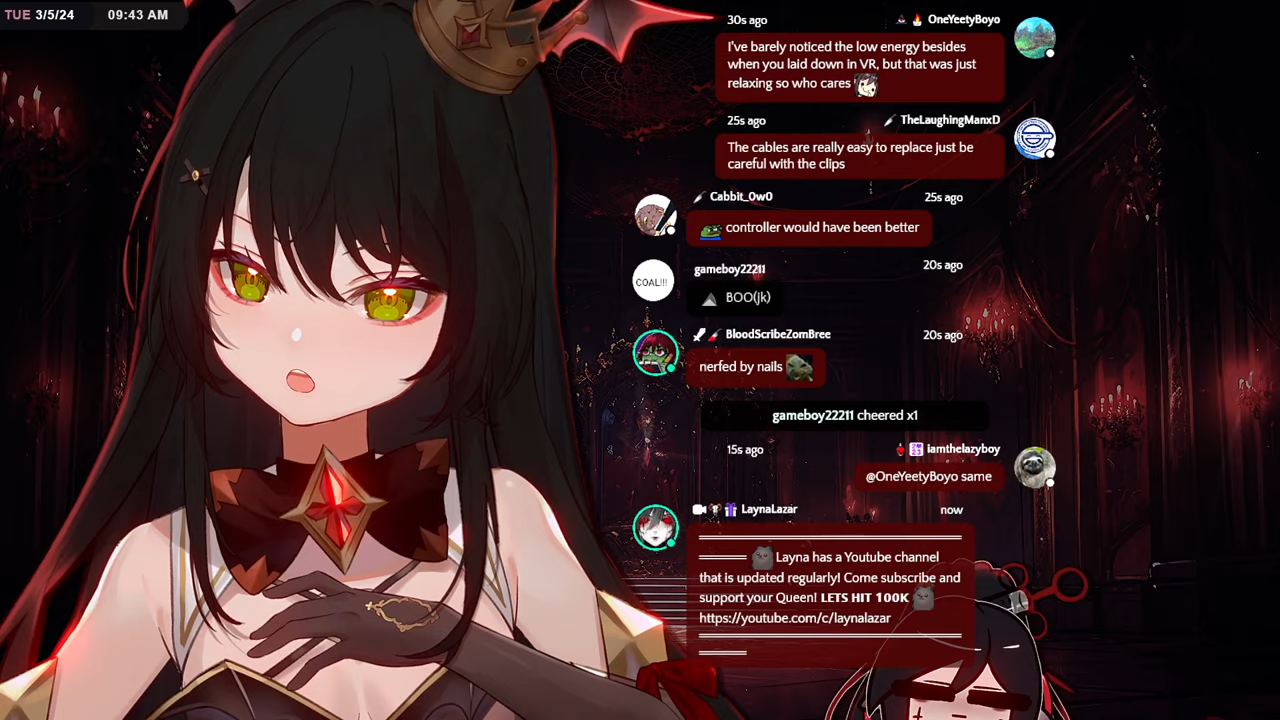 TUE 3/5/24 09:43 AM
30s ago OneYeetyBoyo
I've barely noticed the low energy besides
when you laid down in VR, but that was just
relaxing so who cares
25s ago TheLaughingManxD
The cables are really easy to replace just be
careful with the clips
Cabbit_0w0 25s ago
controller would have been better
gameboy22211 20s ago
COAL!!!
BOO(jk)
BloodScribeZomBree 20s ago
nerfed by nails
gameboy22211 cheered x1
15s ago iamthelazyboy
@OneYeetyBoyo same
LaynaLazar now
Layna has a Youtube channel
that is updated regularly! Come subscribe and
support your Queen! LETS HIT 100K
https://youtube.com/c/laynalazar